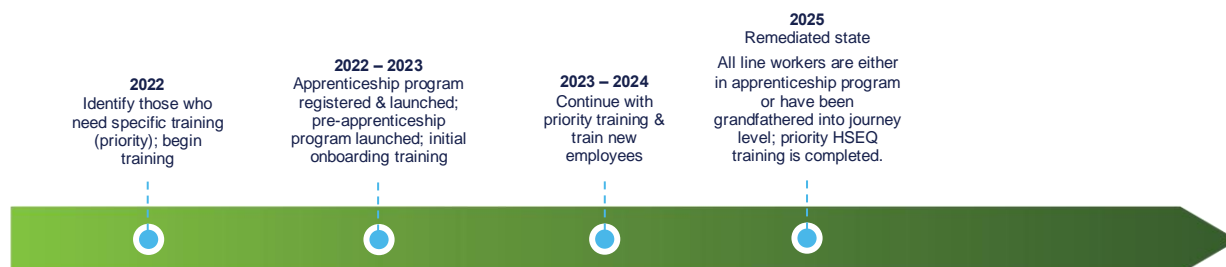 2022
Identify those who
need specific training
(priority); begin
training
2022 – 2023
Apprenticeship program
registered & launched;
pre-apprenticeship
program launched; initial
onboarding training
2023 – 2024
Continue with
priority training &
train new
employees
2025
Remediated state
All line workers are either
in apprenticeship program
or have been
grandfathered into journey
level; priority HSEQ
training is completed.